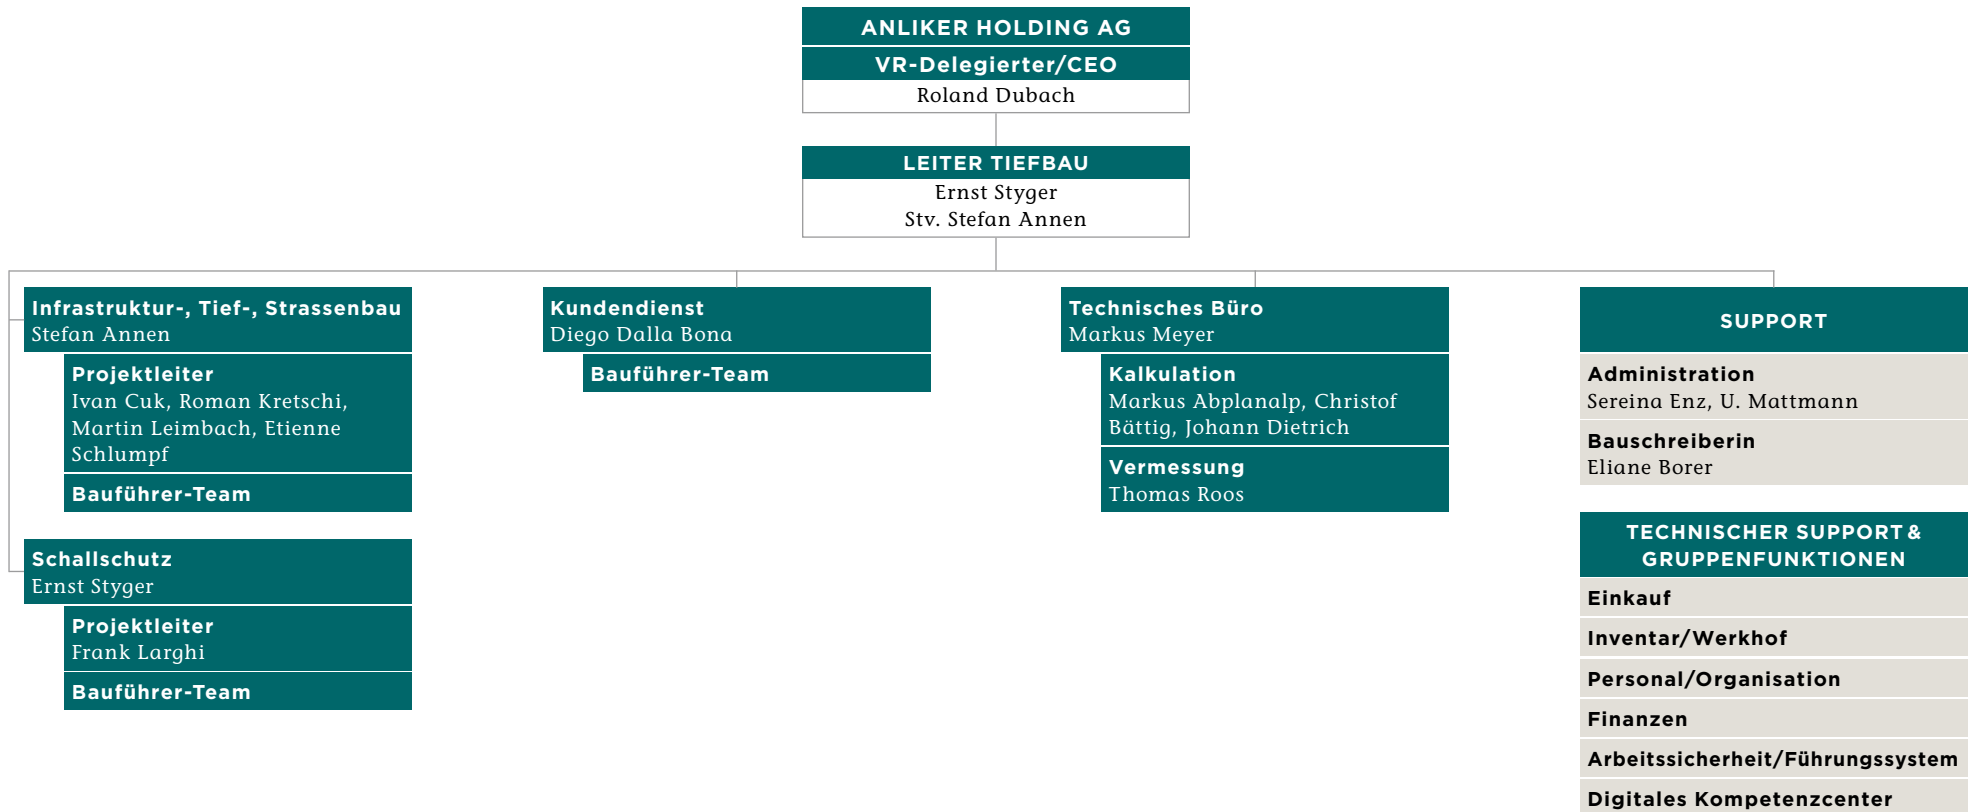 ANLIKER HOLDING AG
VR-Delegierter/CEO
Roland Dubach
LEITER TIEFBAU
Ernst Styger
Stv. Stefan Annen
Infrastruktur-, Tief-, Strassenbau
Stefan Annen
Projektleiter
Ivan Cuk, Roman Kretschi,
Martin Leimbach, Etienne
Schlumpf
Bauführer-Team
Schallschutz
Ernst Styger
Projektleiter
Frank Larghi
Bauführer-Team
Kundendienst
Diego Dalla Bona
Bauführer-Team
Technisches Büro
Markus Meyer
Kalkulation
Markus Abplanalp, Christof
Bättig, Johann Dietrich
Vermessung
Thomas Roos
SUPPORT
Administration
Sereina Enz, U. Mattmann
Bauschreiberin
Eliane Borer
TECHNISCHER SUPPORT &
GRUPPENFUNKTIONEN
Einkauf
Inventar/Werkhof
Personal/Organisation
Finanzen
Arbeitssicherheit/Führungssystem
Digitales Kompetenzcenter